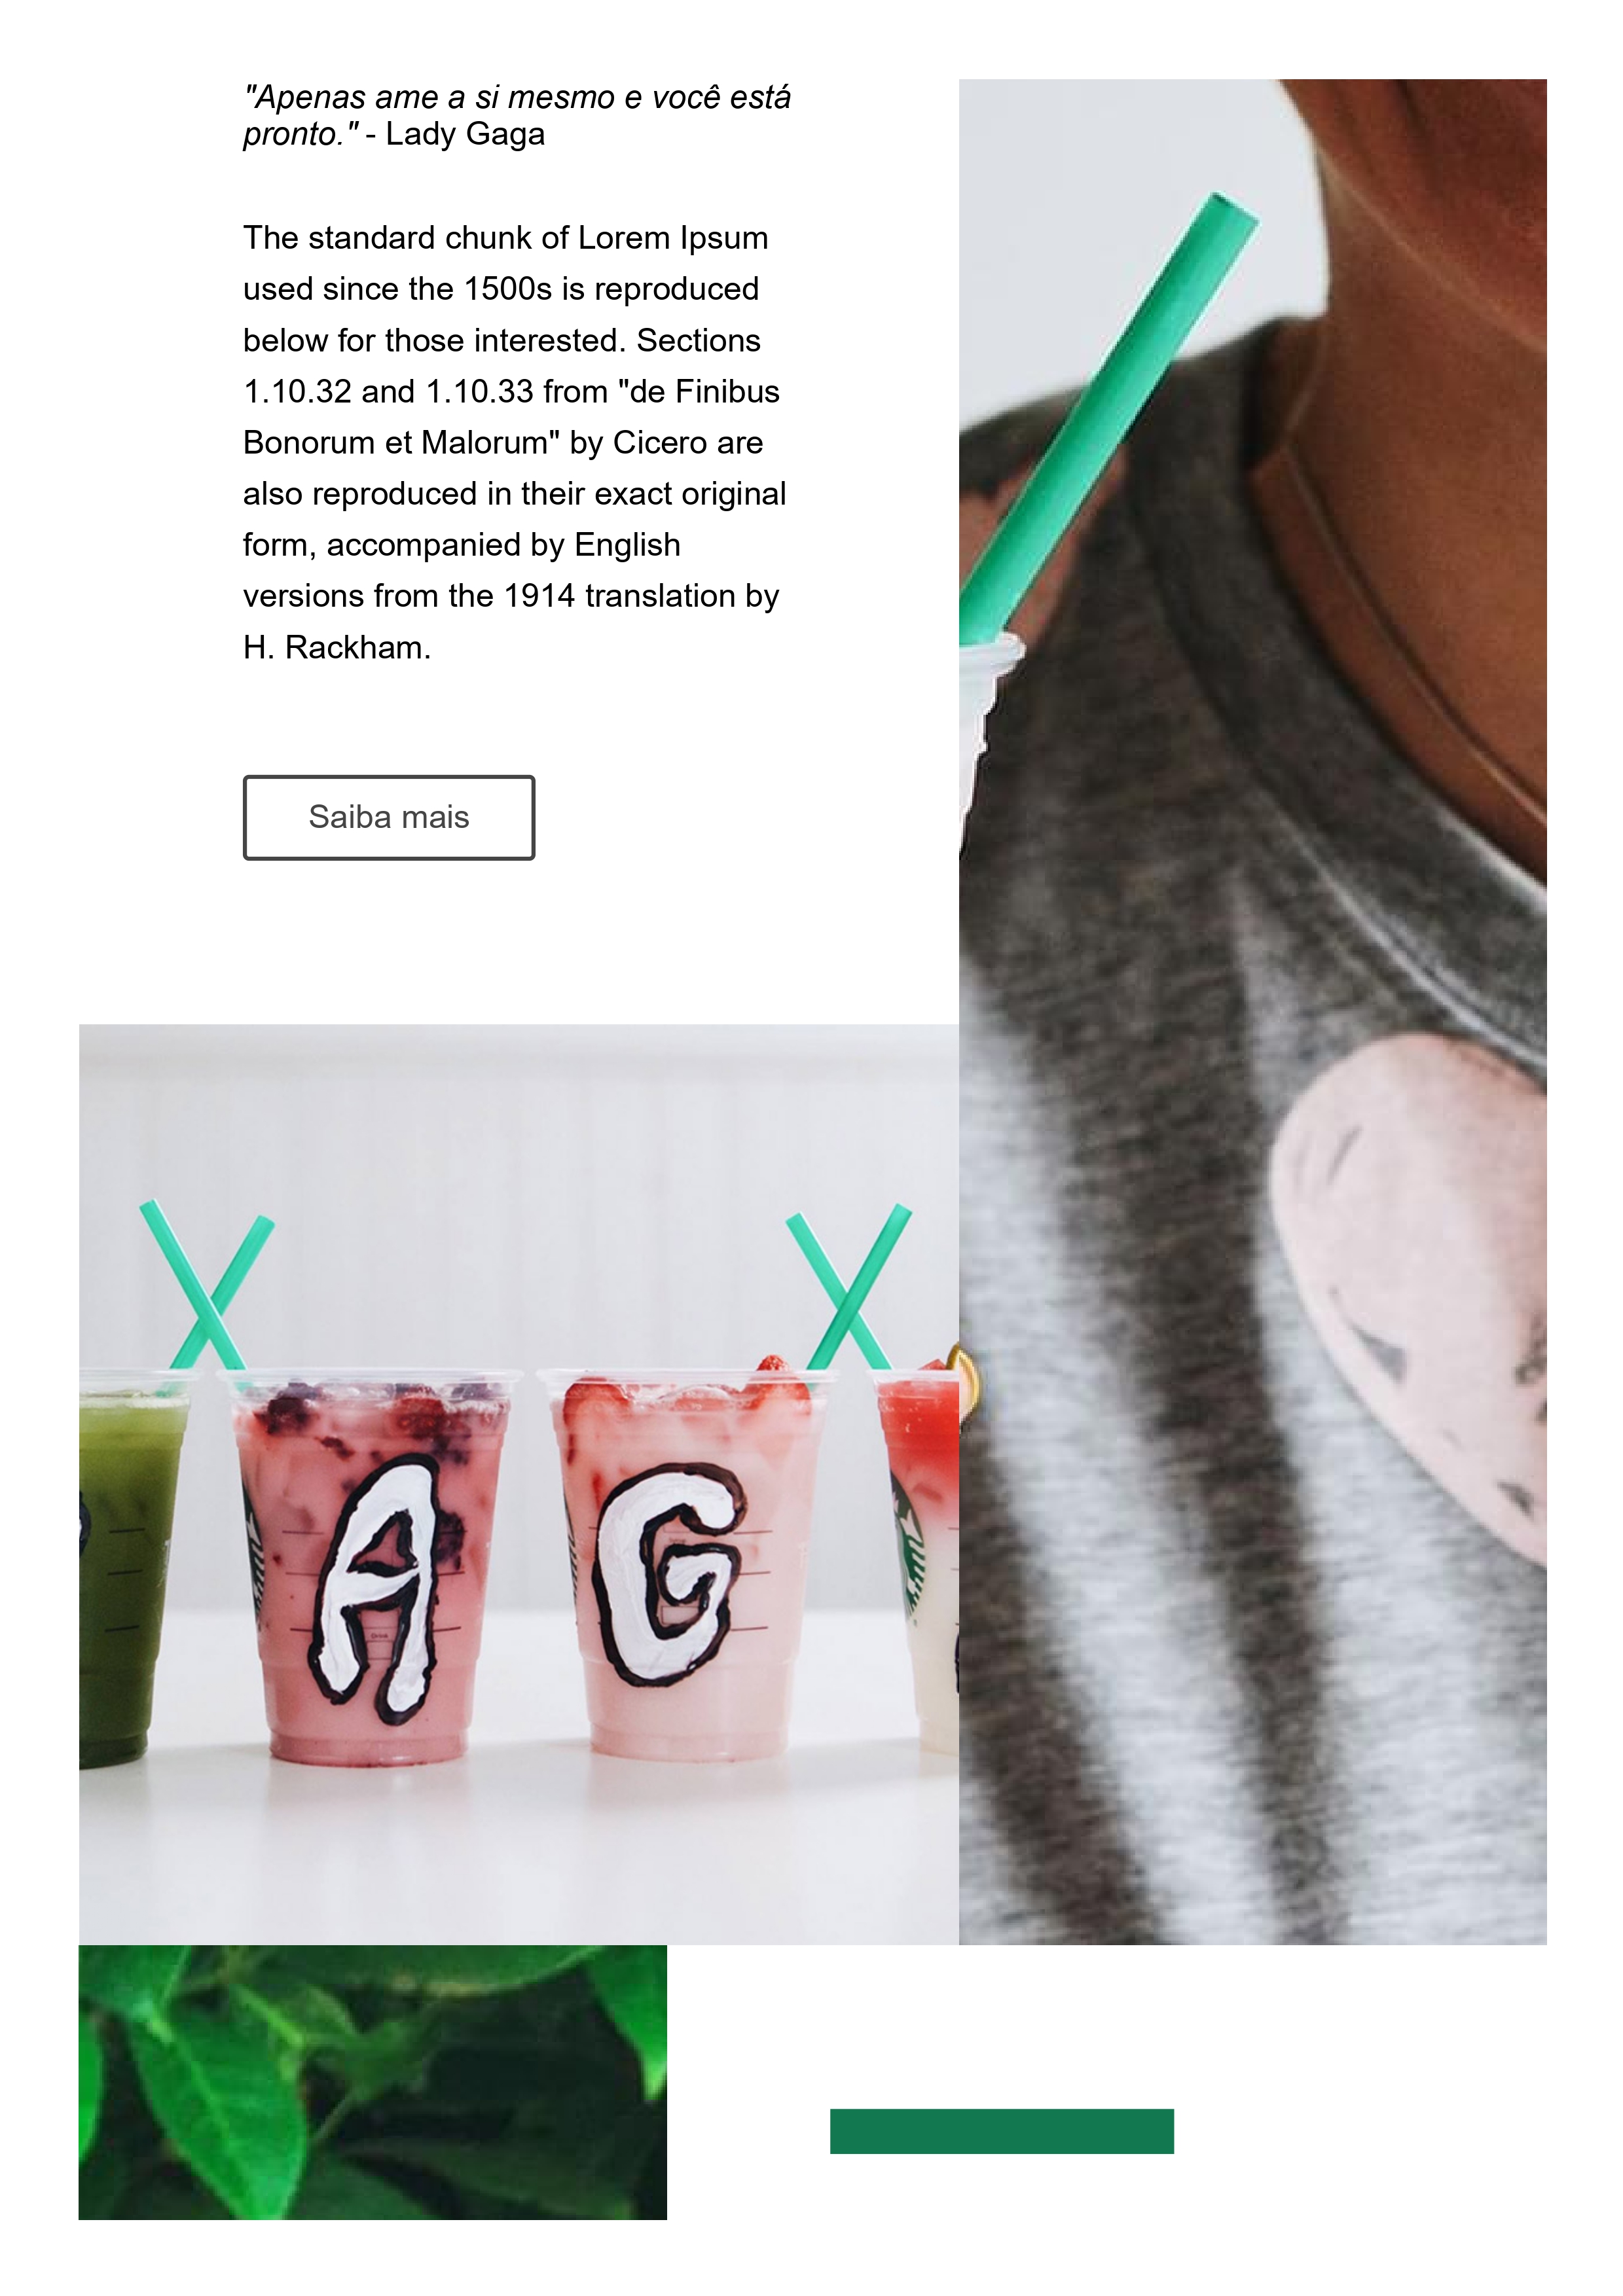 "Apenas ame a si mesmo e você está
pronto." - Lady Gaga
The standard chunk of Lorem Ipsum
used since the 1500s is reproduced
below for those interested. Sections
1.10.32 and 1.10.33 from "de Finibus
Bonorum et Malorum" by Cicero are
also reproduced in their exact original
form, accompanied by English
versions from the 1914 translation by
H. Rackham.
Saiba mais
A G